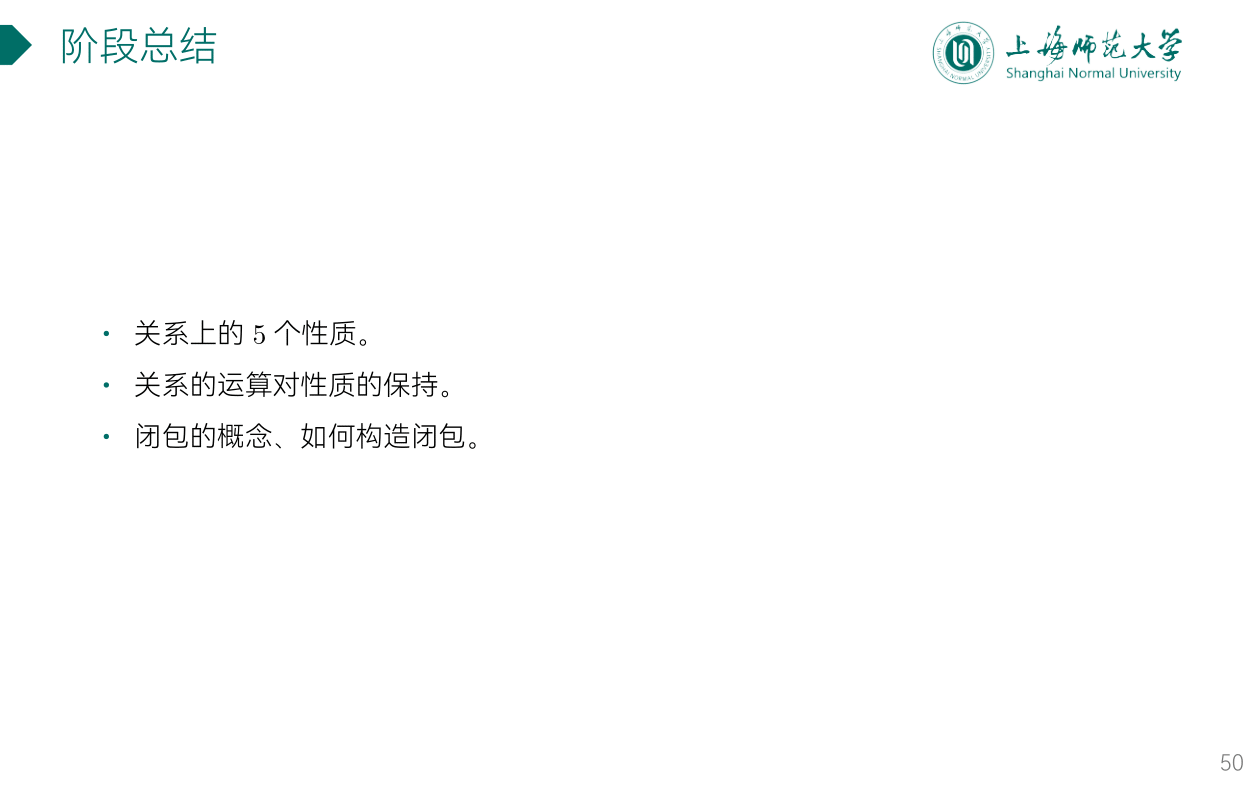 阶段总结
上海师范大学
Shanghai Normal University
关系上的 5 个性质。
关系的运算对性质的保持。
闭包的概念、如何构造闭包。
50